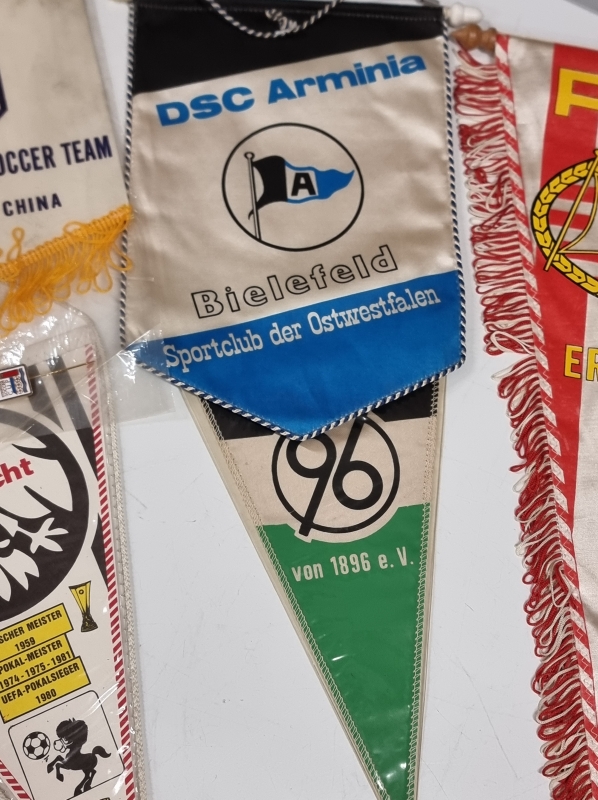 OCCER TEAM
CHINA
DSC Arminia
A
Bielefeld
Sportclub der Ostwestfalen
96
von 1896 e.V.
cht
SCHER MEISTER
1959
POKAL-MEISTER
1974-1975-1981
UEFA-POKALSIEGER
1980
F
ER